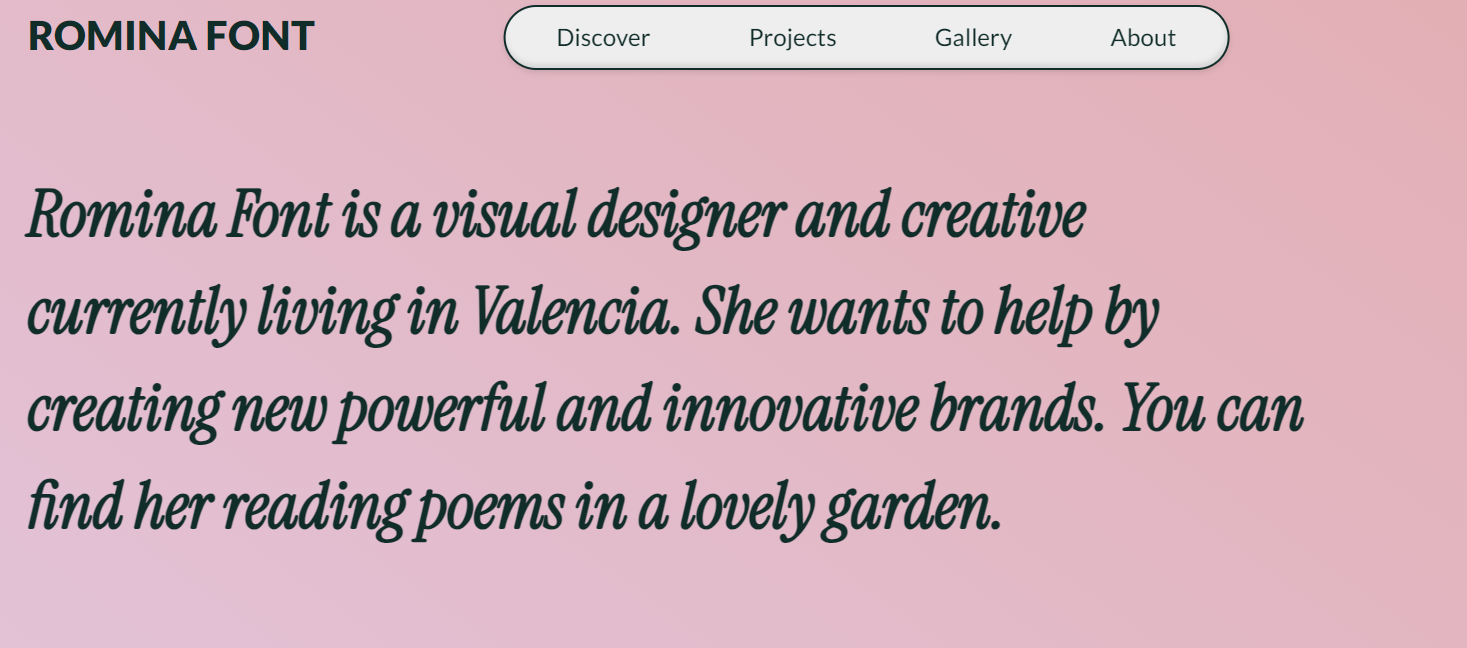 ROMINA FONT
Discover Projects Gallery About
Romina Font is a visual designer and creative
currently living in Valencia. She wants to help by
creating new powerful and innovative brands. You can
find her reading poems in a lovely garden.